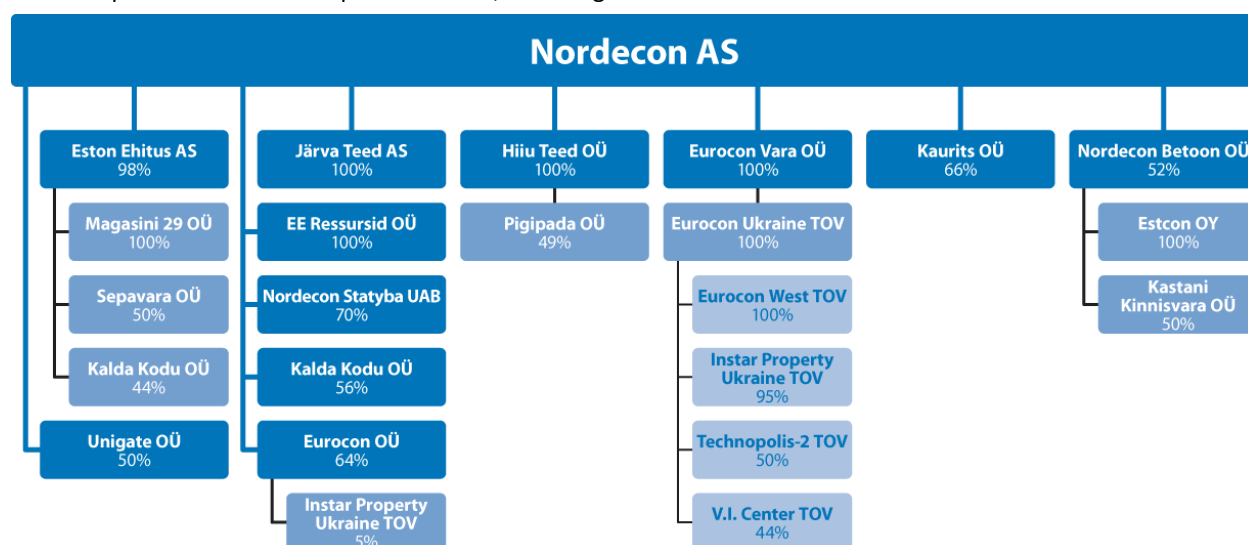 Nordecon AS
Eston Ehitus AS
98%
Magasini 29 OÜ
100%
Sepavara OÜ
50%
Kalda Kodu OÜ
44%
Unigate OÜ
50%
Järva Teed AS
100%
EE Ressursid OÜ
100%
Nordecon Statyba UAB
70%
Kalda Kodu OÜ
56%
Eurocon OÜ
64%
Instar Property
Ukraine TOV
5%
Hiiu Teed OÜ
100%
Pigipada OÜ
49%
Eurocon Vara OÜ
100%
Eurocon Ukraine TOV
100%
Eurocon West TOV
100%
Instar Property
Ukraine TOV
95%
Technopolis-2 TOV
50%
V.I. Center TOV
44%
Kaurits OÜ
66%
Nordecon Betoon OÜ
52%
Estcon OY
100%
Kastani
Kinnisvara OÜ
50%